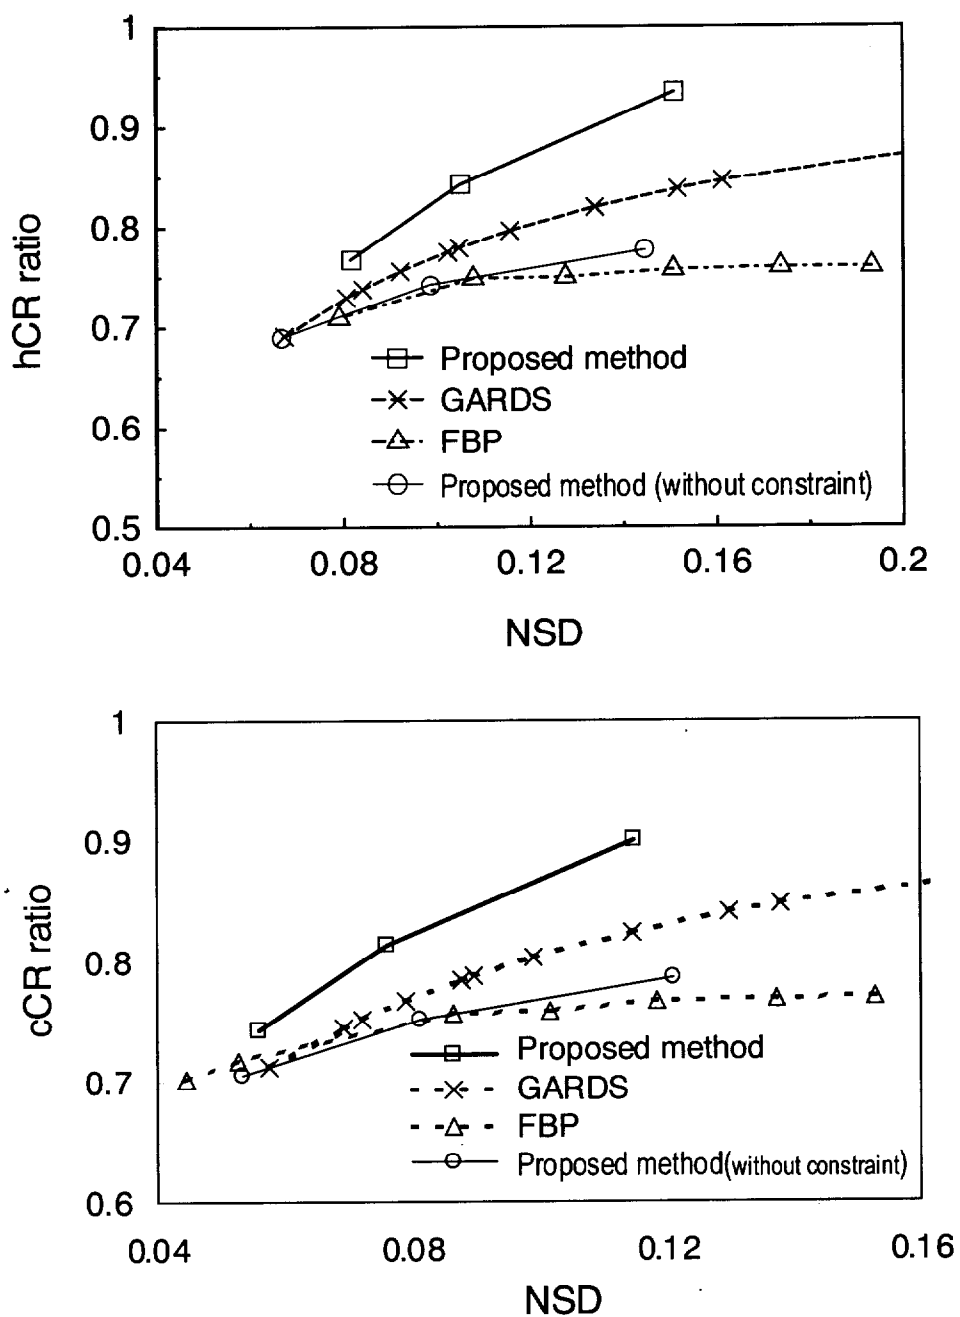 1
0.9
0.8
0.7
0.6
0.5
hCR ratio
Proposed method
GARDS
FBP
Proposed method (without constraint)
0.04 0.08 0.12 0.16 0.2
NSD
1
0.9
0.8
0.7
0.6
cCR ratio
Proposed method
GARDS
FBP
Proposed method(without constraint)
0.04 0.08 0.12 0.16
NSD